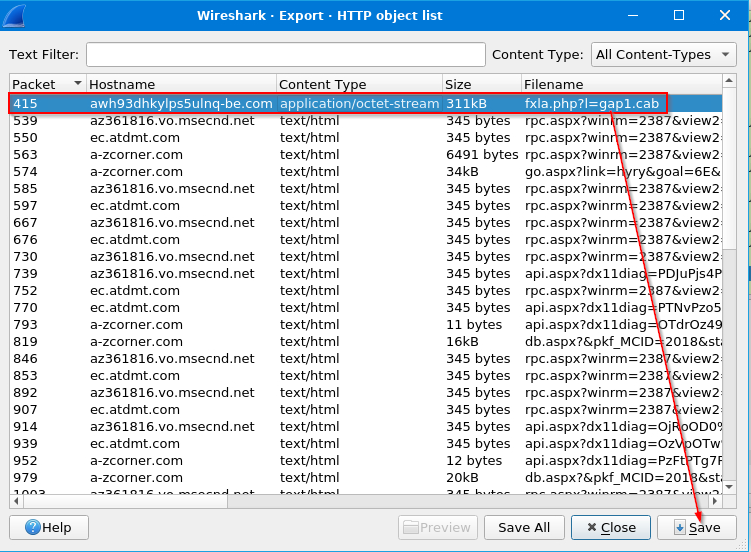 Wireshark · Export · HTTP object list
Text Filter: Content Type: All Content-Types
Packet Hostname Content Type Size Filename
415 awh93dhkylps5ulnq-be.com application/octet-stream 311kB fxla.php?l=gap1.cab
539 az361816.vo.msecnd.net text/html 345 bytes rpc.aspx?winrm=2387&view2=
550 ec.atdmt.com text/html 345 bytes rpc.aspx?winrm=2387&view2=
563 a-zcorner.com text/html 6491 bytes rpc.aspx?winrm=2387&view2=
574 a-zcorner.com text/html 34kB go.aspx?link=hyry&goal=6E&
585 az361816.vo.msecnd.net text/html 345 bytes rpc.aspx?winrm=2387&view2=
597 ec.atdmt.com text/html 345 bytes rpc.aspx?winrm=2387&view2=
667 az361816.vo.msecnd.net text/html 345 bytes rpc.aspx?winrm=2387&view2=
676 ec.atdmt.com text/html 345 bytes rpc.aspx?winrm=2387&view2=
730 az361816.vo.msecnd.net text/html 345 bytes rpc.aspx?winrm=2387&view2=
739 az361816.vo.msecnd.net text/html 345 bytes api.aspx?dx11diag=PDJuPjs4P
752 ec.atdmt.com text/html 345 bytes rpc.aspx?winrm=2387&view2=
770 ec.atdmt.com text/html 345 bytes api.aspx?dx11diag=PTNvPzo5
793 a-zcorner.com text/html 11 bytes api.aspx?dx11diag=OTdrOz49
819 a-zcorner.com text/html 16kB db.aspx?&pkf_MCID=2018&sta
846 az361816.vo.msecnd.net text/html 345 bytes rpc.aspx?winrm=2387&view2=
853 ec.atdmt.com text/html 345 bytes rpc.aspx?winrm=2387&view2=
892 az361816.vo.msecnd.net text/html 345 bytes rpc.aspx?winrm=2387&view2=
907 ec.atdmt.com text/html 345 bytes rpc.aspx?winrm=2387&view2=
914 az361816.vo.msecnd.net text/html 345 bytes api.aspx?dx11diag=OjRoOD0%
939 ec.atdmt.com text/html 345 bytes api.aspx?dx11diag=OzVpOTw
952 a-zcorner.com text/html 12 bytes api.aspx?dx11diag=PzFtPTg7F
979 a-zcorner.com text/html 20kB db.aspx?&pkf_MCID=2018&sta
1003 az361816.vo.msecnd.net text/html 345 bytes rpc.aspx?winrm=2387&view2=
Help Preview Save All Close Save